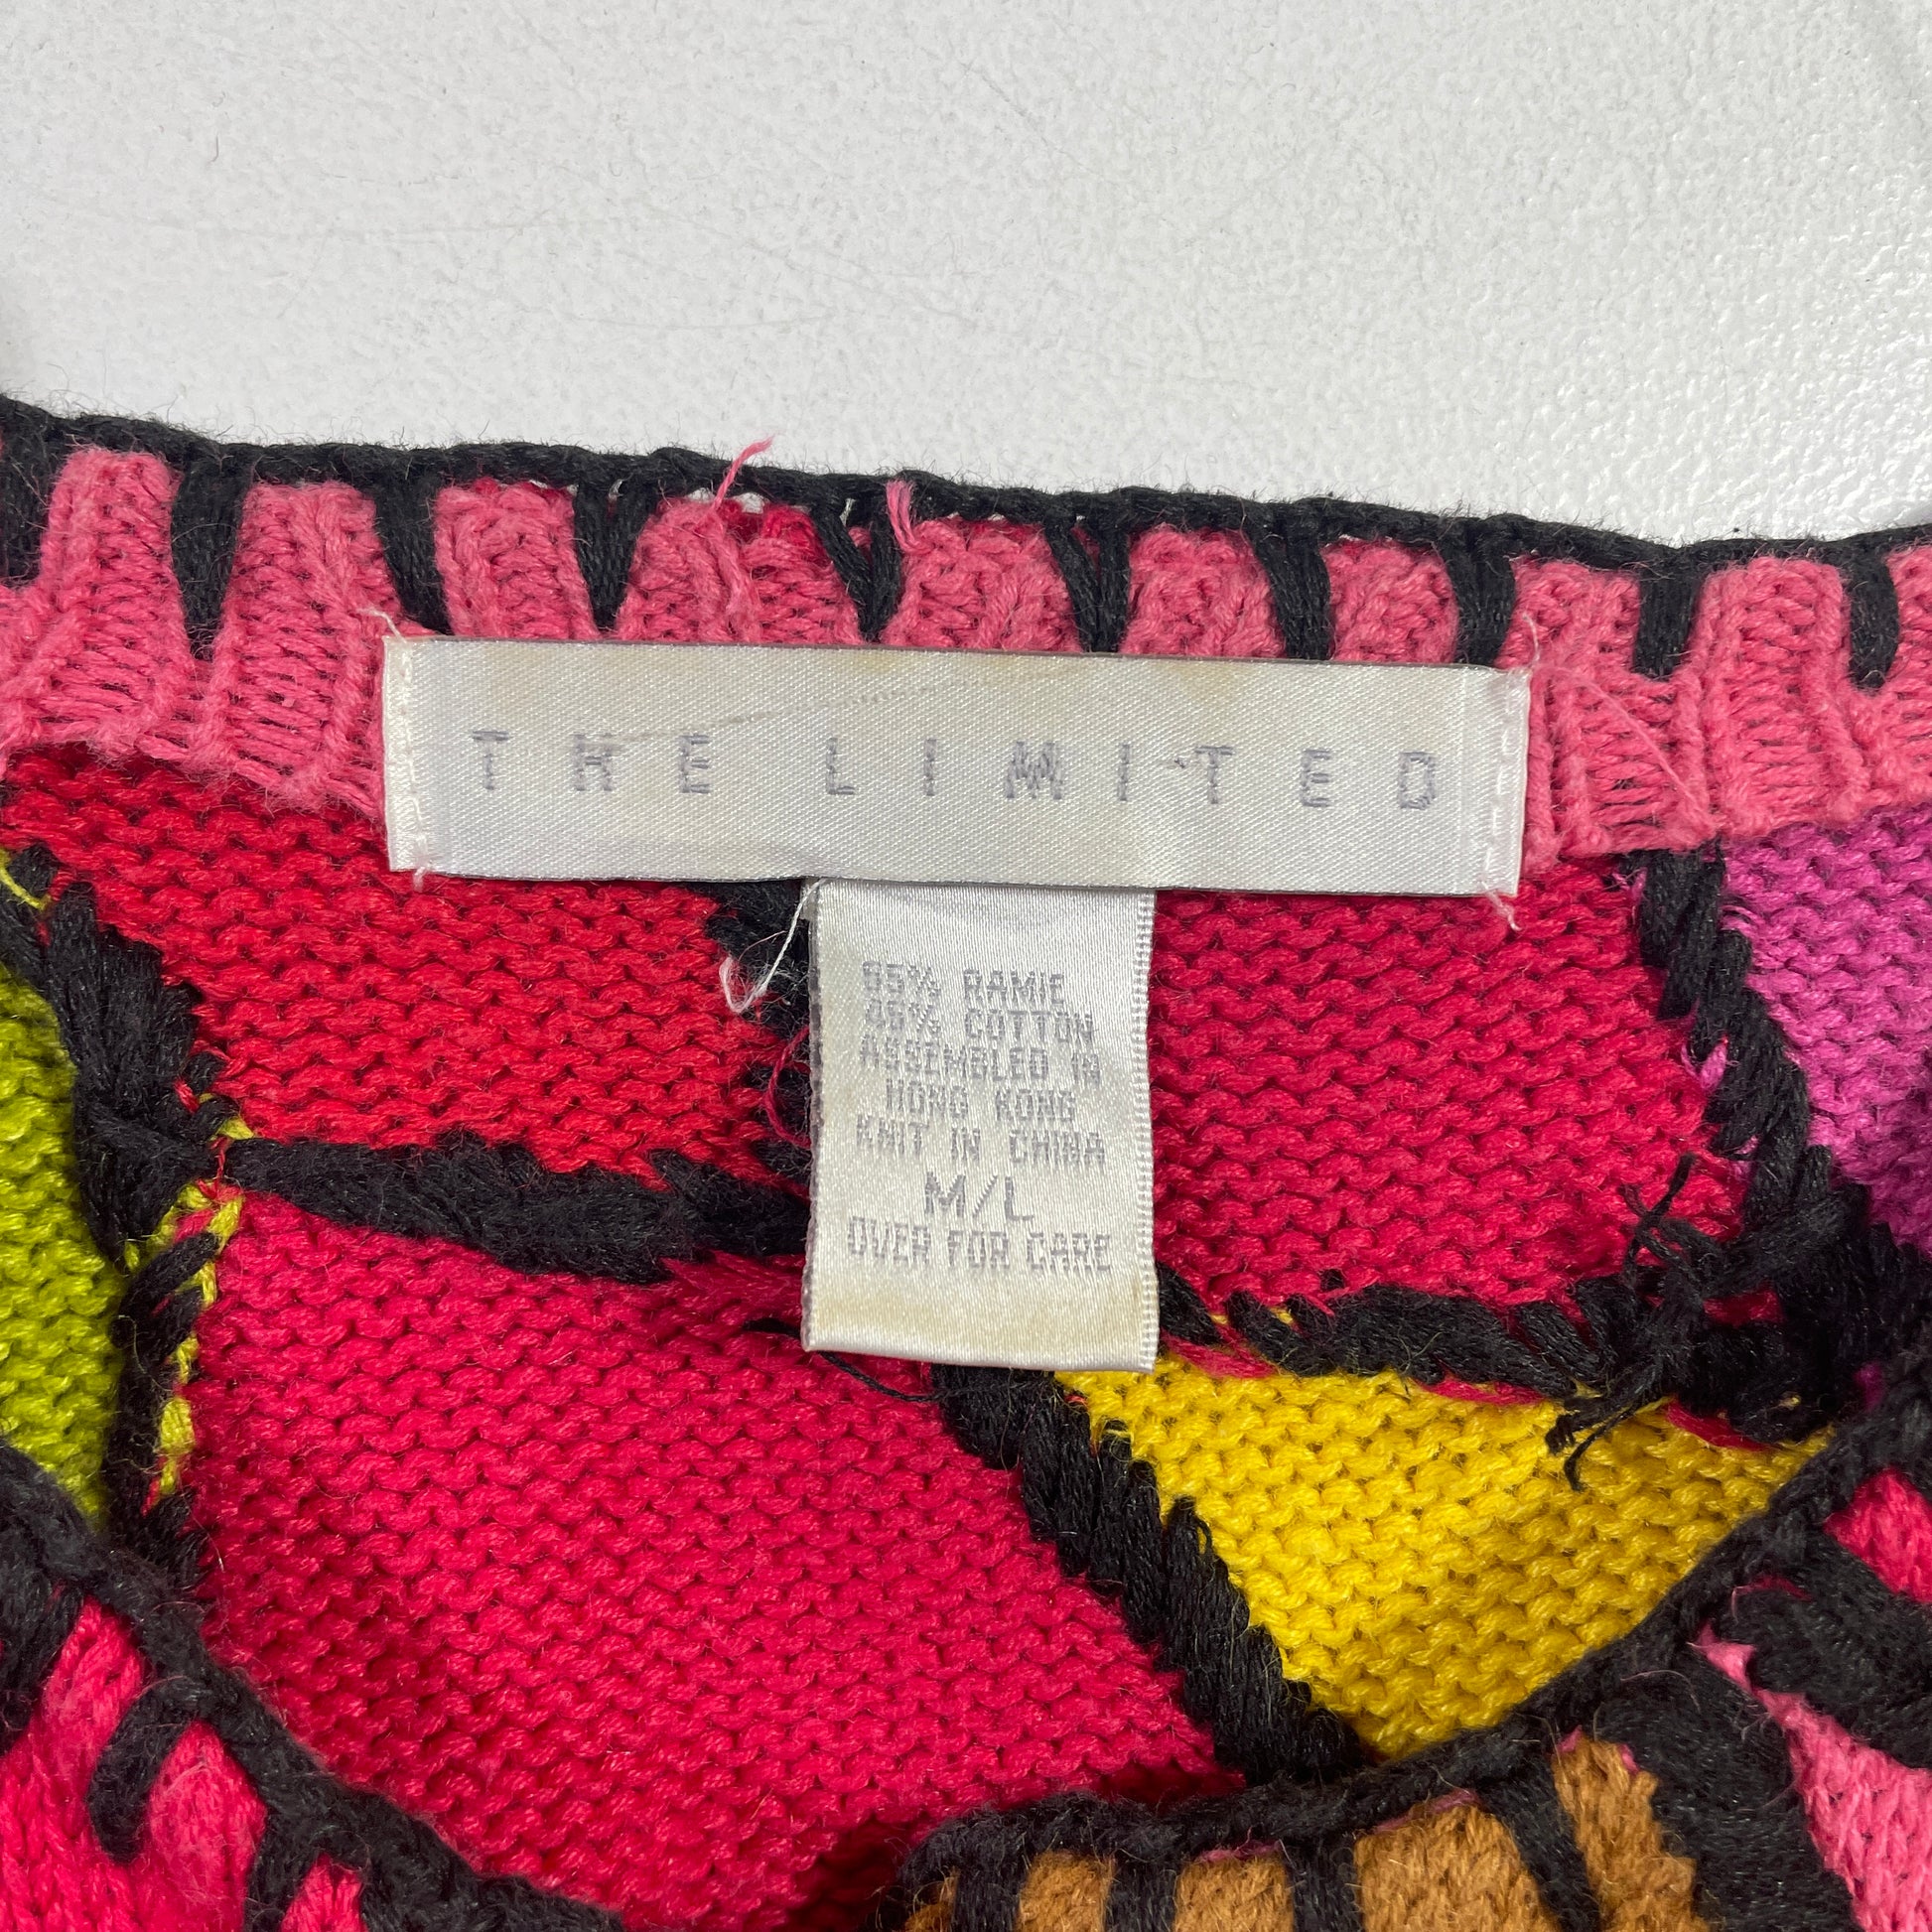 THE LIMITED
55% RAMIE
45% COTTON
ASSEMBLED IN
HONG KONG
KNIT IN CHINA
M/L
OVER FOR CARE